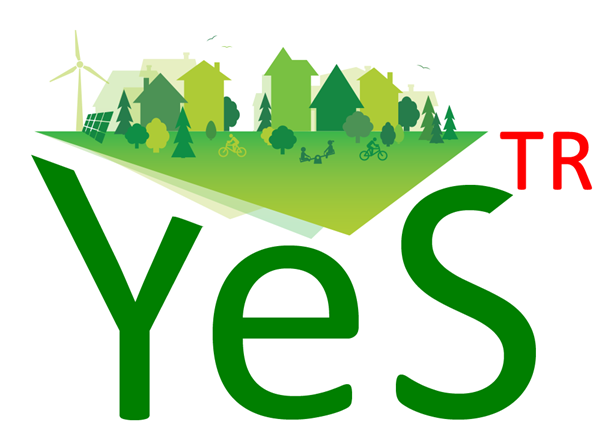 YeS TR